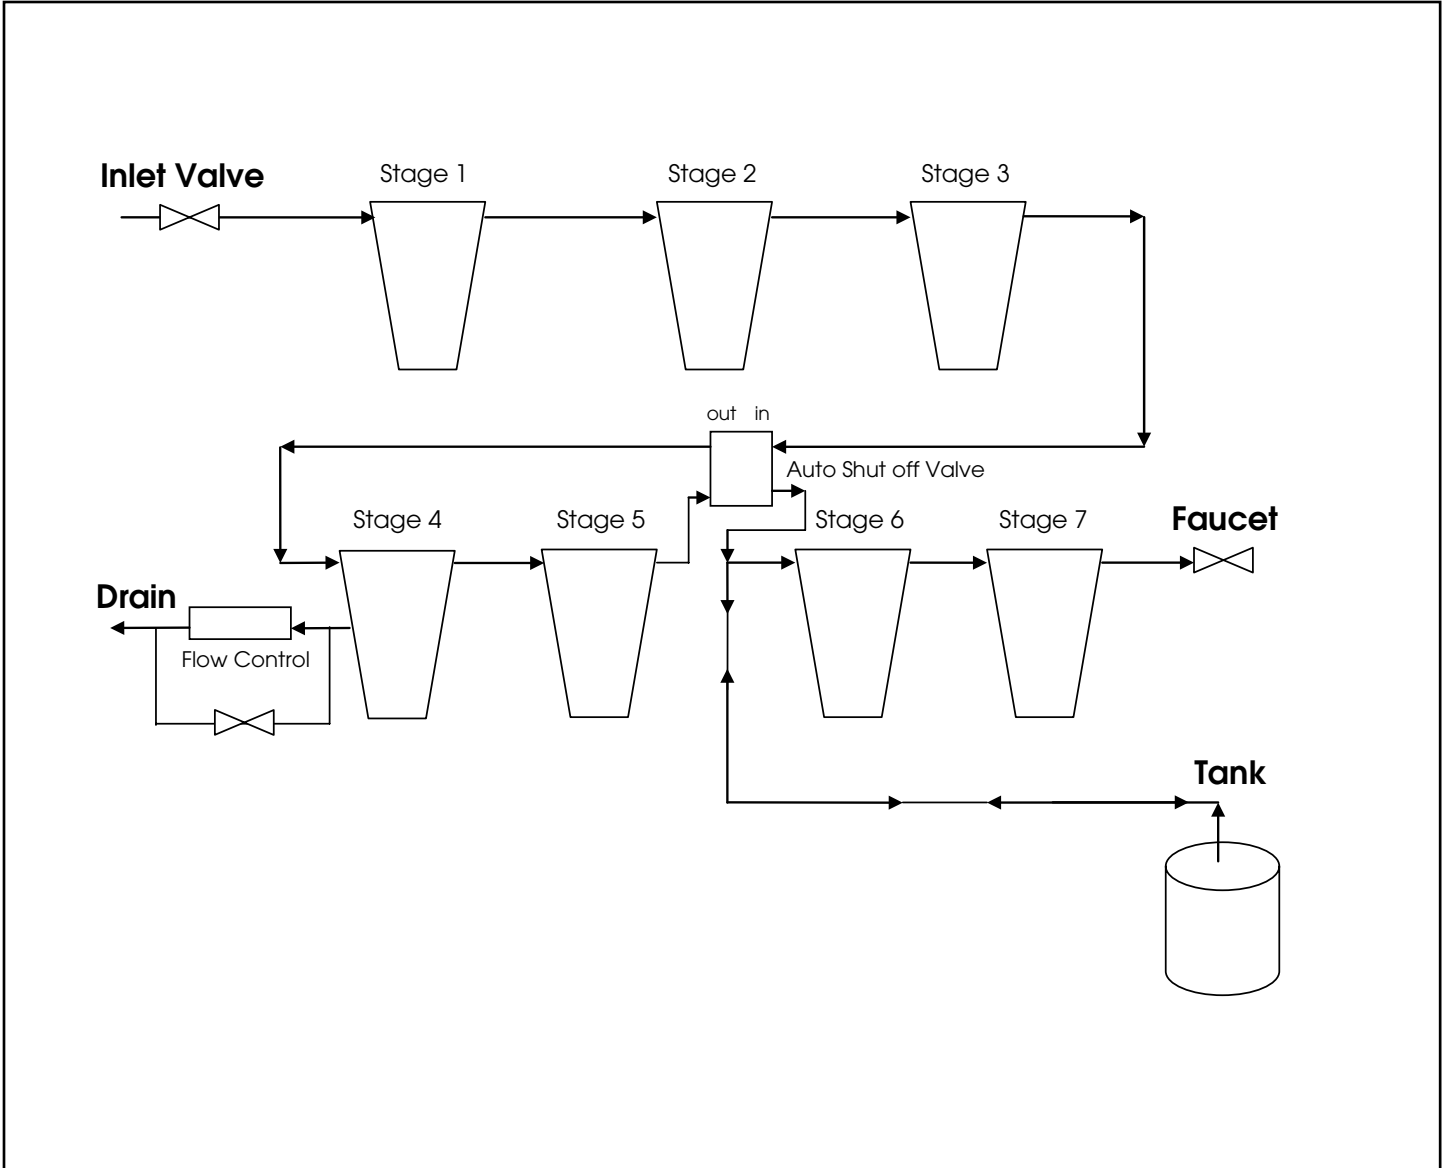 Inlet Valve
Stage 1
Stage 2
Stage 3
out in
Auto Shut off Valve
Stage 4
Stage 5
Stage 6
Stage 7
Faucet
Drain
Flow Control
Tank